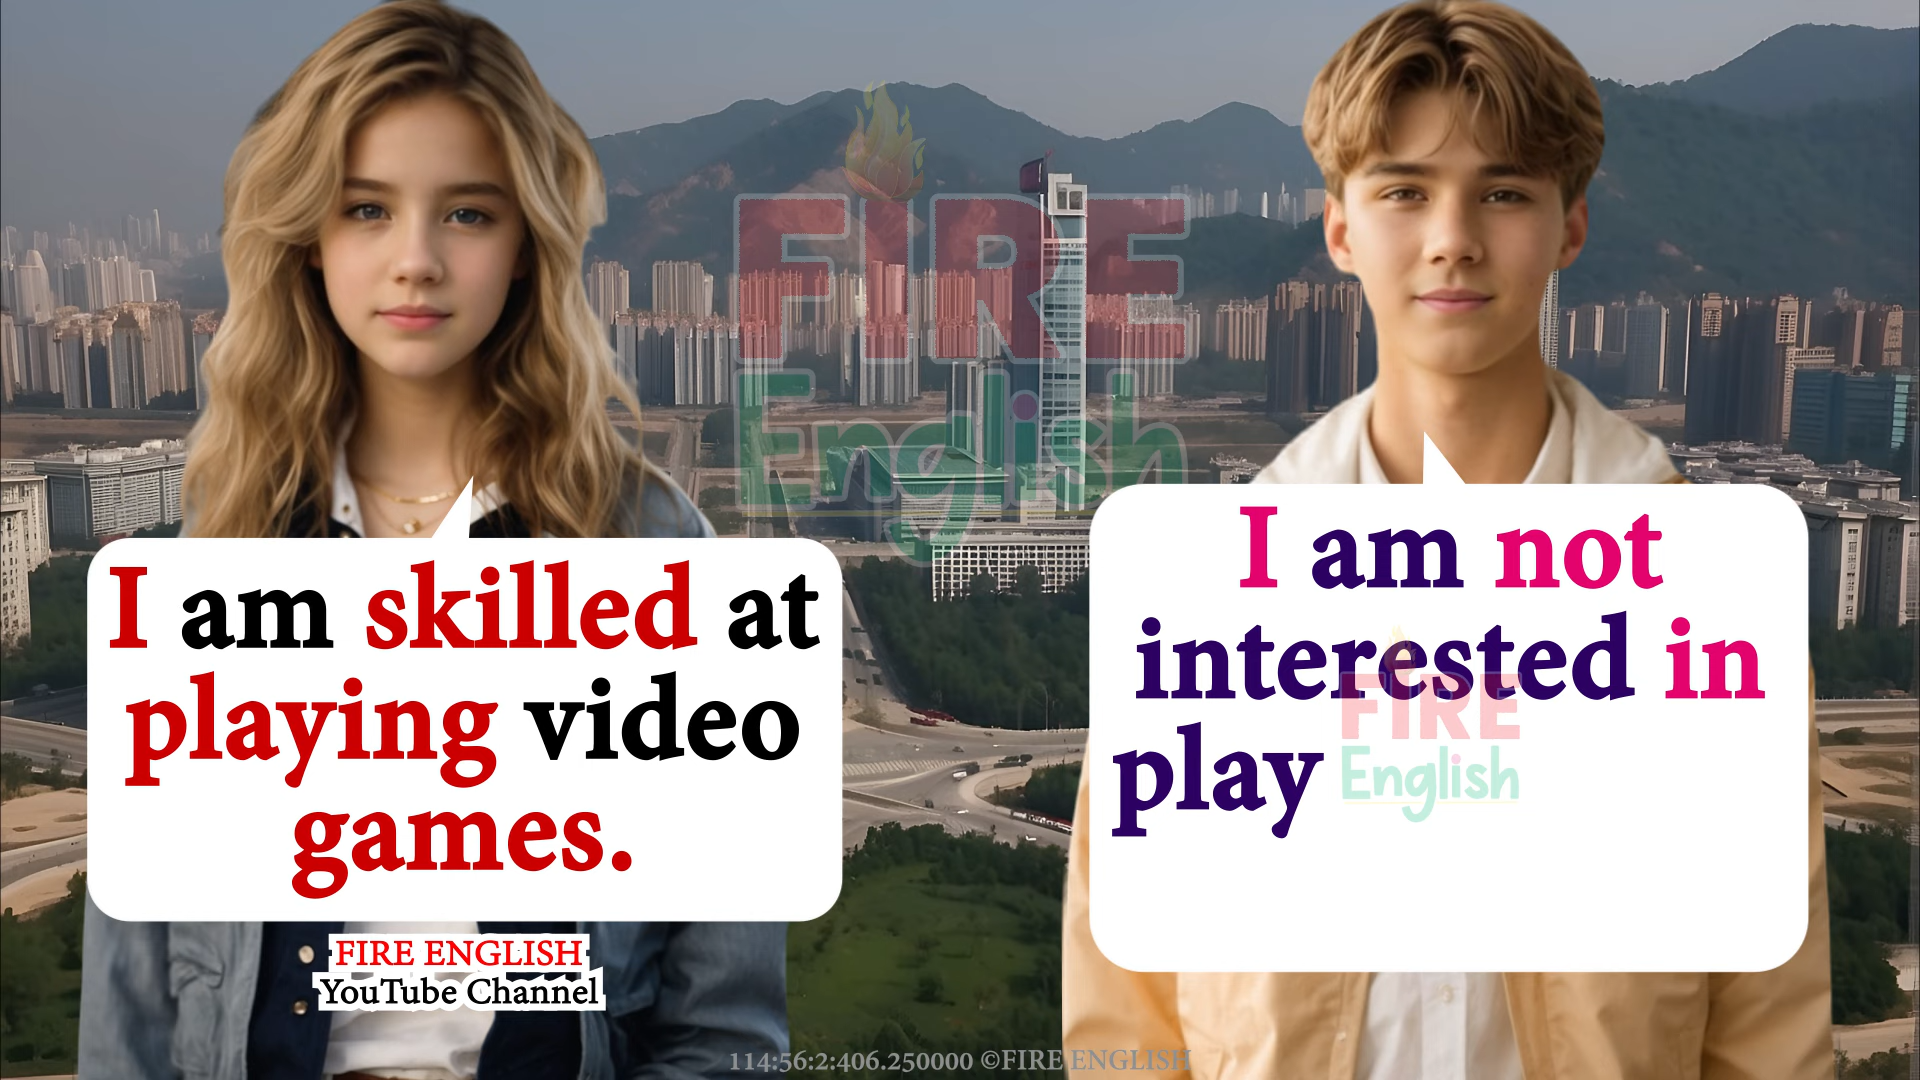 FIRE
English
I am skilled at
playing video
games.
I am not
interested in
play
FIRE
English
FIRE ENGLISH
YouTube Channel
114:56:2:406.250000 ©FIRE ENGLISH